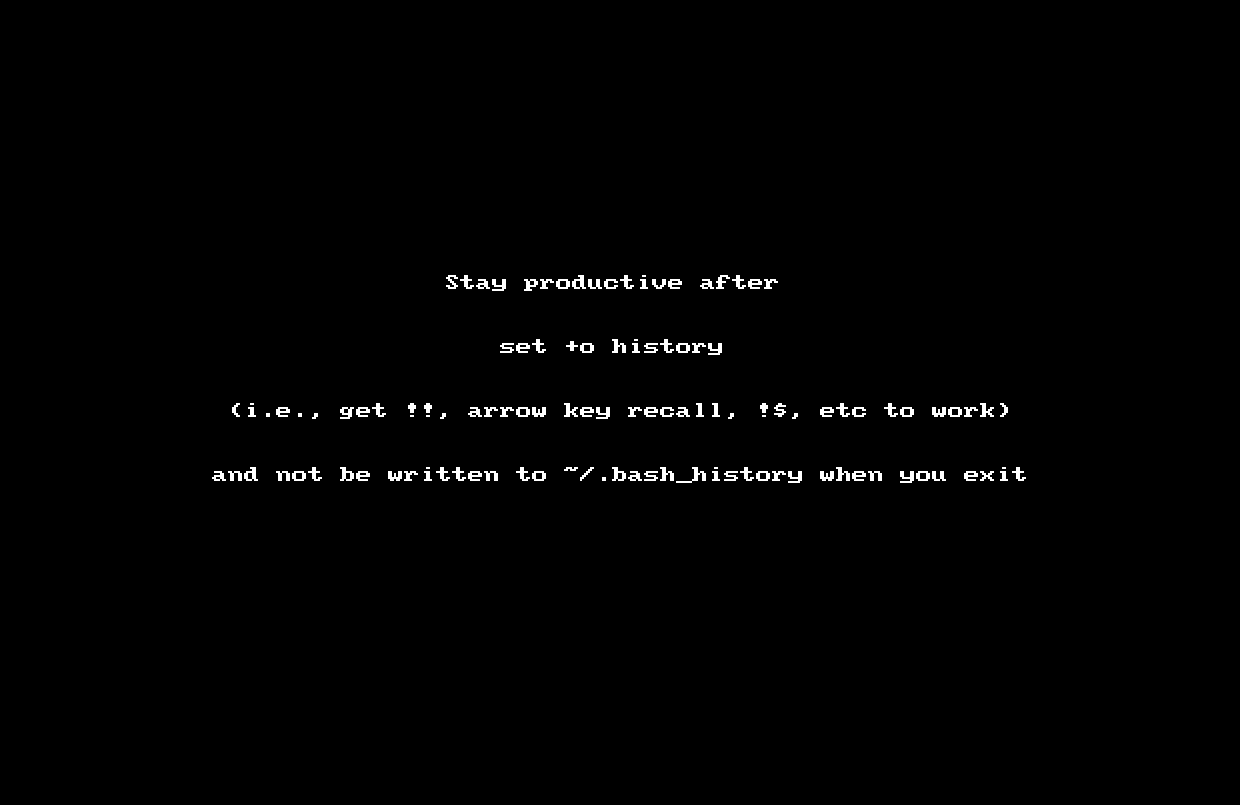 Stay productive after
set +o history
(i.e., get !!, arrow key recall, !$, etc to work)
and not be written to ~/.bash_history when you exit